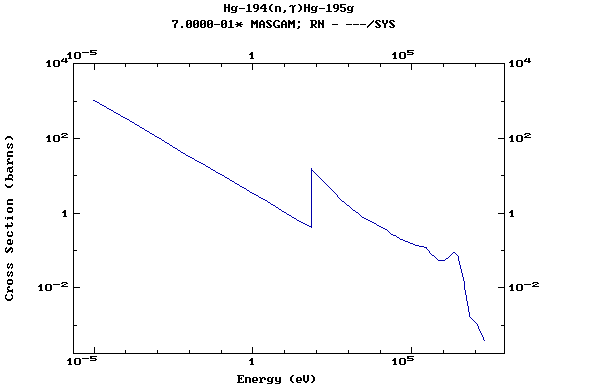 Hg-194(n,γ)Hg-195g
7.0000-01* MASGAM; RN - ---/SYS
10-5 1 10 5
10 4 10 4
10 2 10 2
1 1
10-2 10-2
10-5 1 10 5
Cross Section (barns)
Energy (eV)